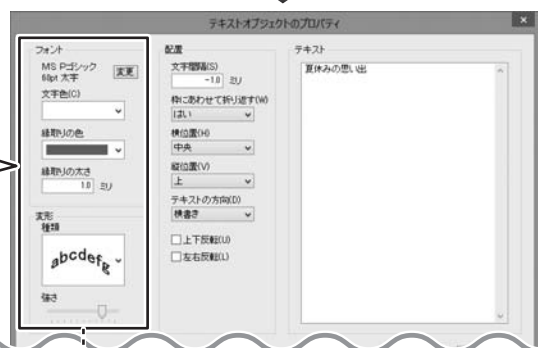 テキストオブジェクトのプロパティ
フォント
MS Pゴシック
60pt 太字
変更
文字色(C)
縁取りの色
縁取りの太さ
1.0 ミリ
変形
種類
abcdefg
強さ
配置
文字間隔(S)
-1.0 ミリ
枠にあわせて折り返す(W)
はい
横位置(H)
中央
縦位置(V)
上
テキストの方向(D)
横書き
上下反転(U)
左右反転(L)
テキスト
夏休みの思い出